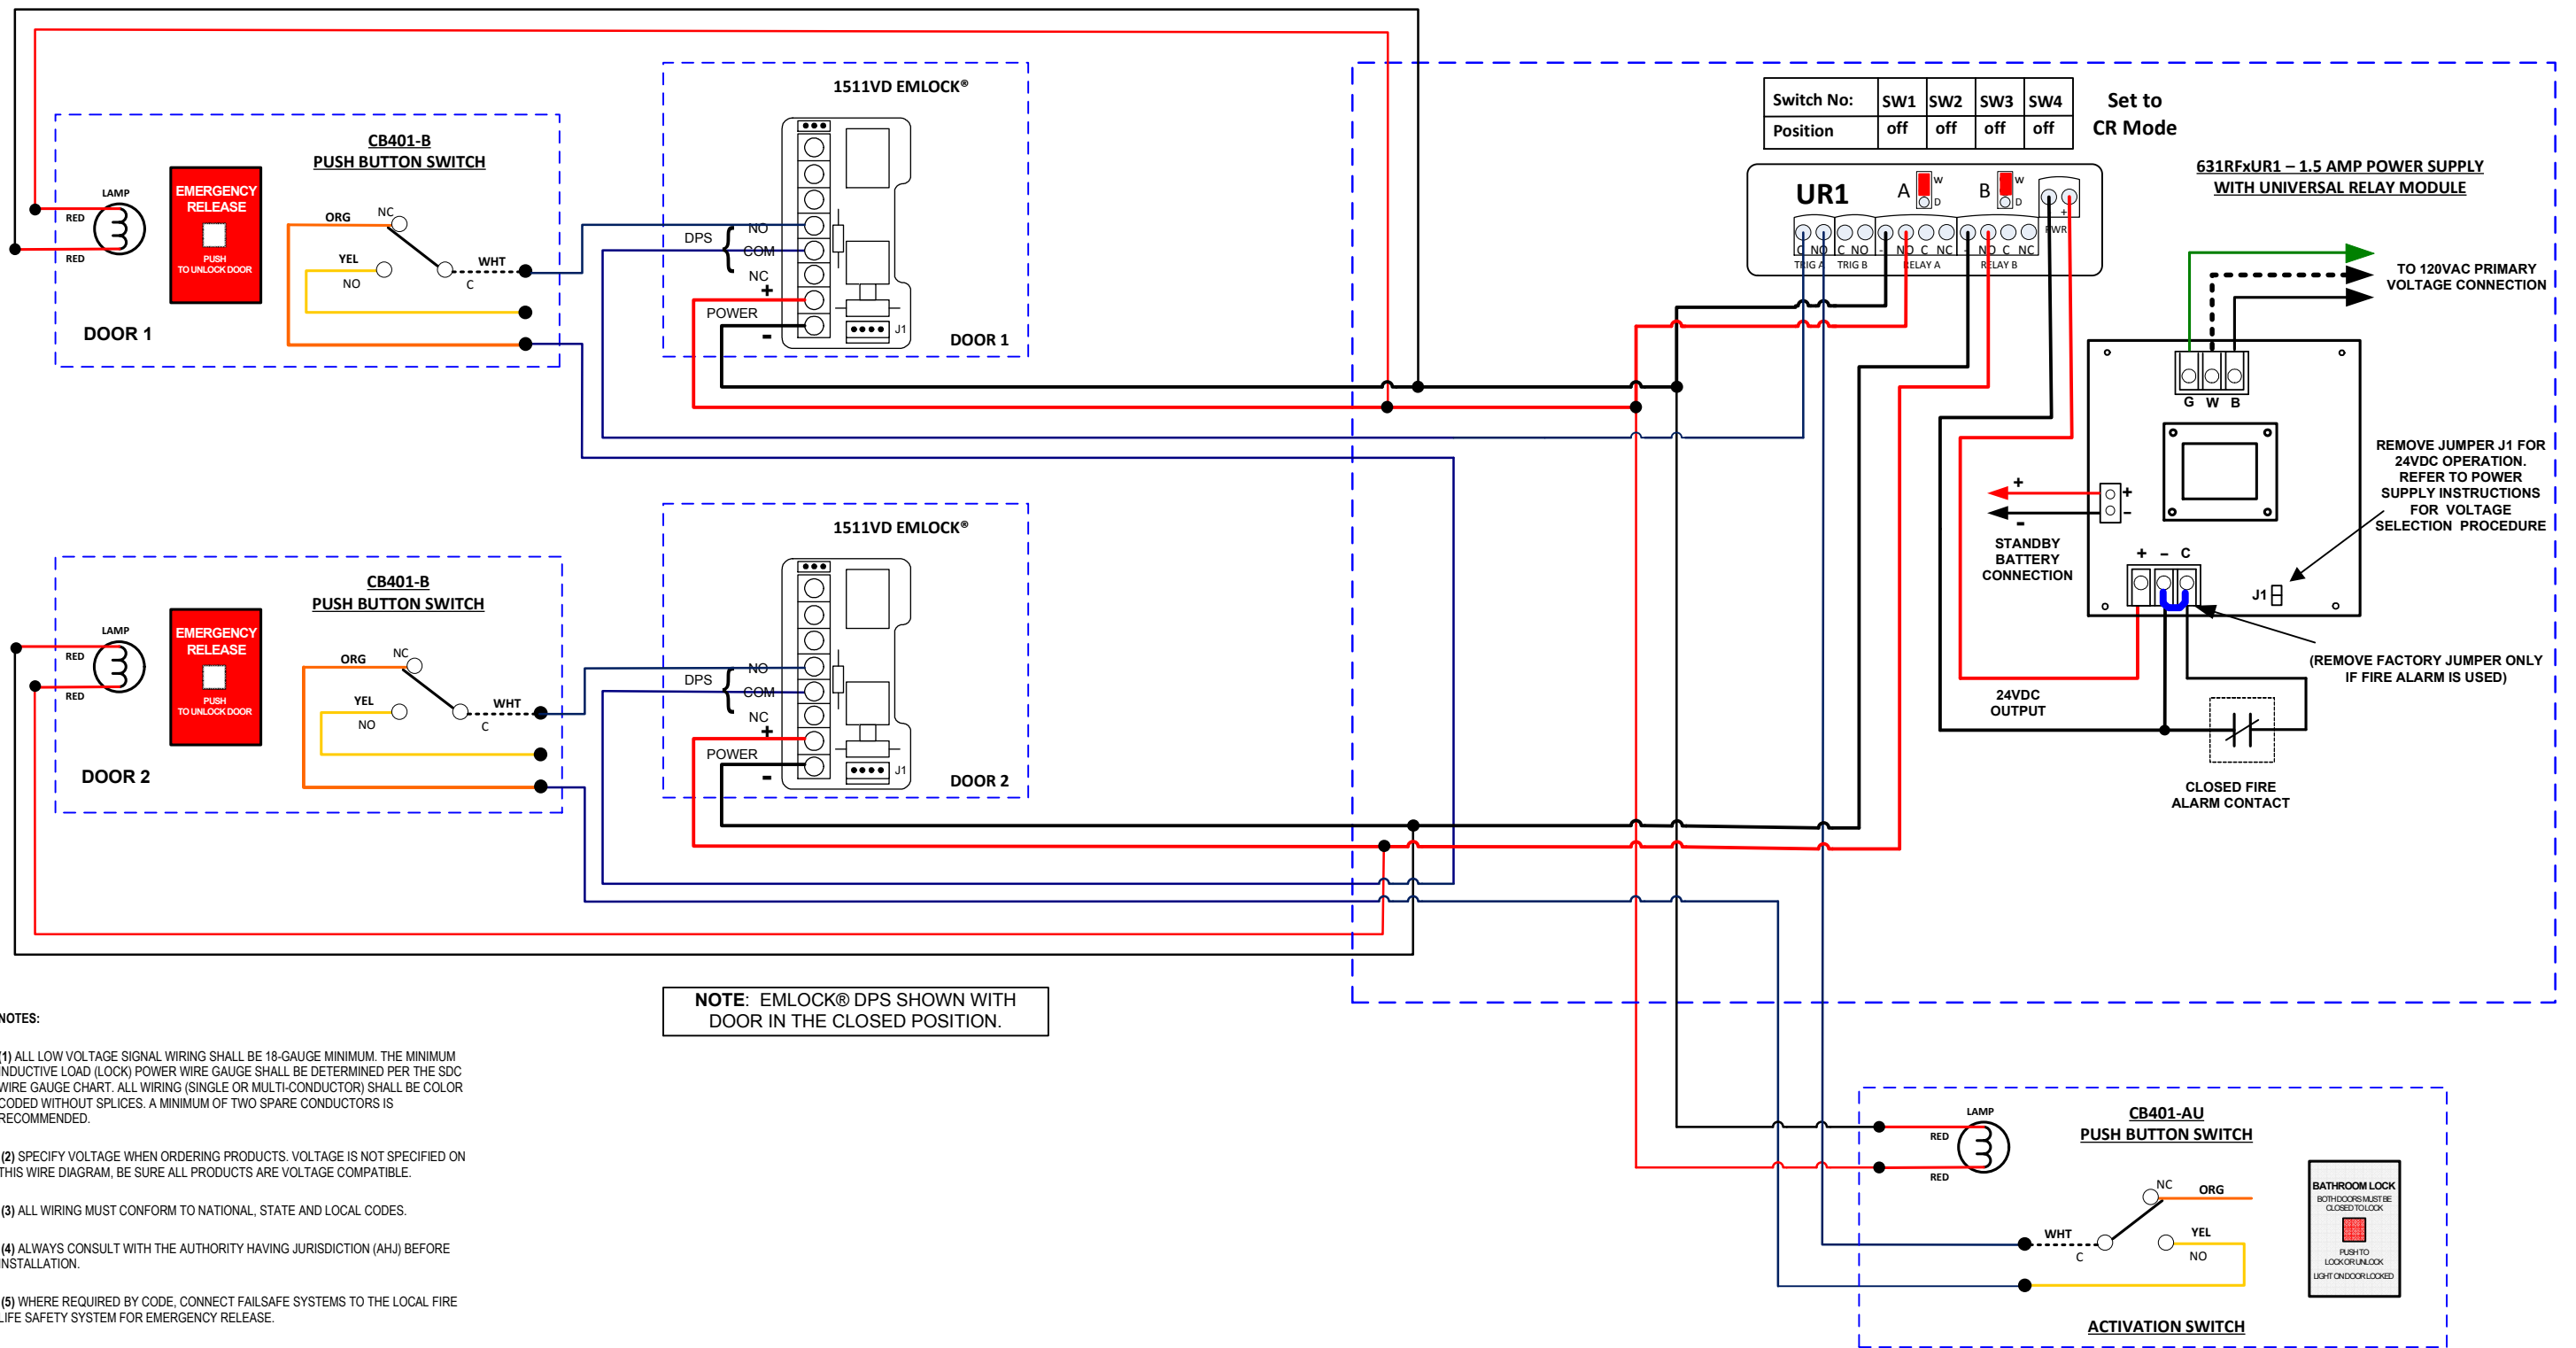 CB401-B
PUSH BUTTON SWITCH
LAMP
RED
RED
EMERGENCY
RELEASE
PUSH
TO UNLOCK DOOR
ORG
NC
YEL
NO
WHT
C
DOOR 1
1511VD EMLOCK®
DPS
NO
COM
NC
+
POWER
-
J1
DOOR 1
Switch No: SW1 SW2 SW3 SW4
Position off off off off
Set to
CR Mode
631RFxUR1 – 1.5 AMP POWER SUPPLY
WITH UNIVERSAL RELAY MODULE
UR1
A
W
D
B
W
D
+
PWR
C NO C NO - NO C NC - NO C NC
TRIG A TRIG B RELAY A RELAY B
TO 120VAC PRIMARY
VOLTAGE CONNECTION
G W B
REMOVE JUMPER J1 FOR
24VDC OPERATION.
REFER TO POWER
SUPPLY INSTRUCTIONS
FOR VOLTAGE
SELECTION PROCEDURE
+
-
+
–
STANDBY
BATTERY
CONNECTION
+ – C
J1
(REMOVE FACTORY JUMPER ONLY
IF FIRE ALARM IS USED)
24VDC
OUTPUT
CLOSED FIRE
ALARM CONTACT
CB401-B
PUSH BUTTON SWITCH
LAMP
RED
RED
EMERGENCY
RELEASE
PUSH
TO UNLOCK DOOR
ORG
NC
YEL
NO
WHT
C
DOOR 2
1511VD EMLOCK®
DPS
NO
COM
NC
+
POWER
-
J1
DOOR 2
NOTE: EMLOCK® DPS SHOWN WITH
DOOR IN THE CLOSED POSITION.
NOTES:
(1) ALL LOW VOLTAGE SIGNAL WIRING SHALL BE 18-GAUGE MINIMUM. THE MINIMUM
INDUCTIVE LOAD (LOCK) POWER WIRE GAUGE SHALL BE DETERMINED PER THE SDC
WIRE GAUGE CHART. ALL WIRING (SINGLE OR MULTI-CONDUCTOR) SHALL BE COLOR
CODED WITHOUT SPLICES. A MINIMUM OF TWO SPARE CONDUCTORS IS
RECOMMENDED.
(2) SPECIFY VOLTAGE WHEN ORDERING PRODUCTS. VOLTAGE IS NOT SPECIFIED ON
THIS WIRE DIAGRAM, BE SURE ALL PRODUCTS ARE VOLTAGE COMPATIBLE.
(3) ALL WIRING MUST CONFORM TO NATIONAL, STATE AND LOCAL CODES.
(4) ALWAYS CONSULT WITH THE AUTHORITY HAVING JURISDICTION (AHJ) BEFORE
INSTALLATION.
(5) WHERE REQUIRED BY CODE, CONNECT FAILSAFE SYSTEMS TO THE LOCAL FIRE
LIFE SAFETY SYSTEM FOR EMERGENCY RELEASE.
CB401-AU
PUSH BUTTON SWITCH
LAMP
RED
RED
NC
ORG
WHT
C
YEL
NO
BATHROOM LOCK
BOTH DOORS MUST BE
CLOSED TO LOCK
PUSH TO
LOCK OR UNLOCK
LIGHT ON DOOR LOCKED
ACTIVATION SWITCH